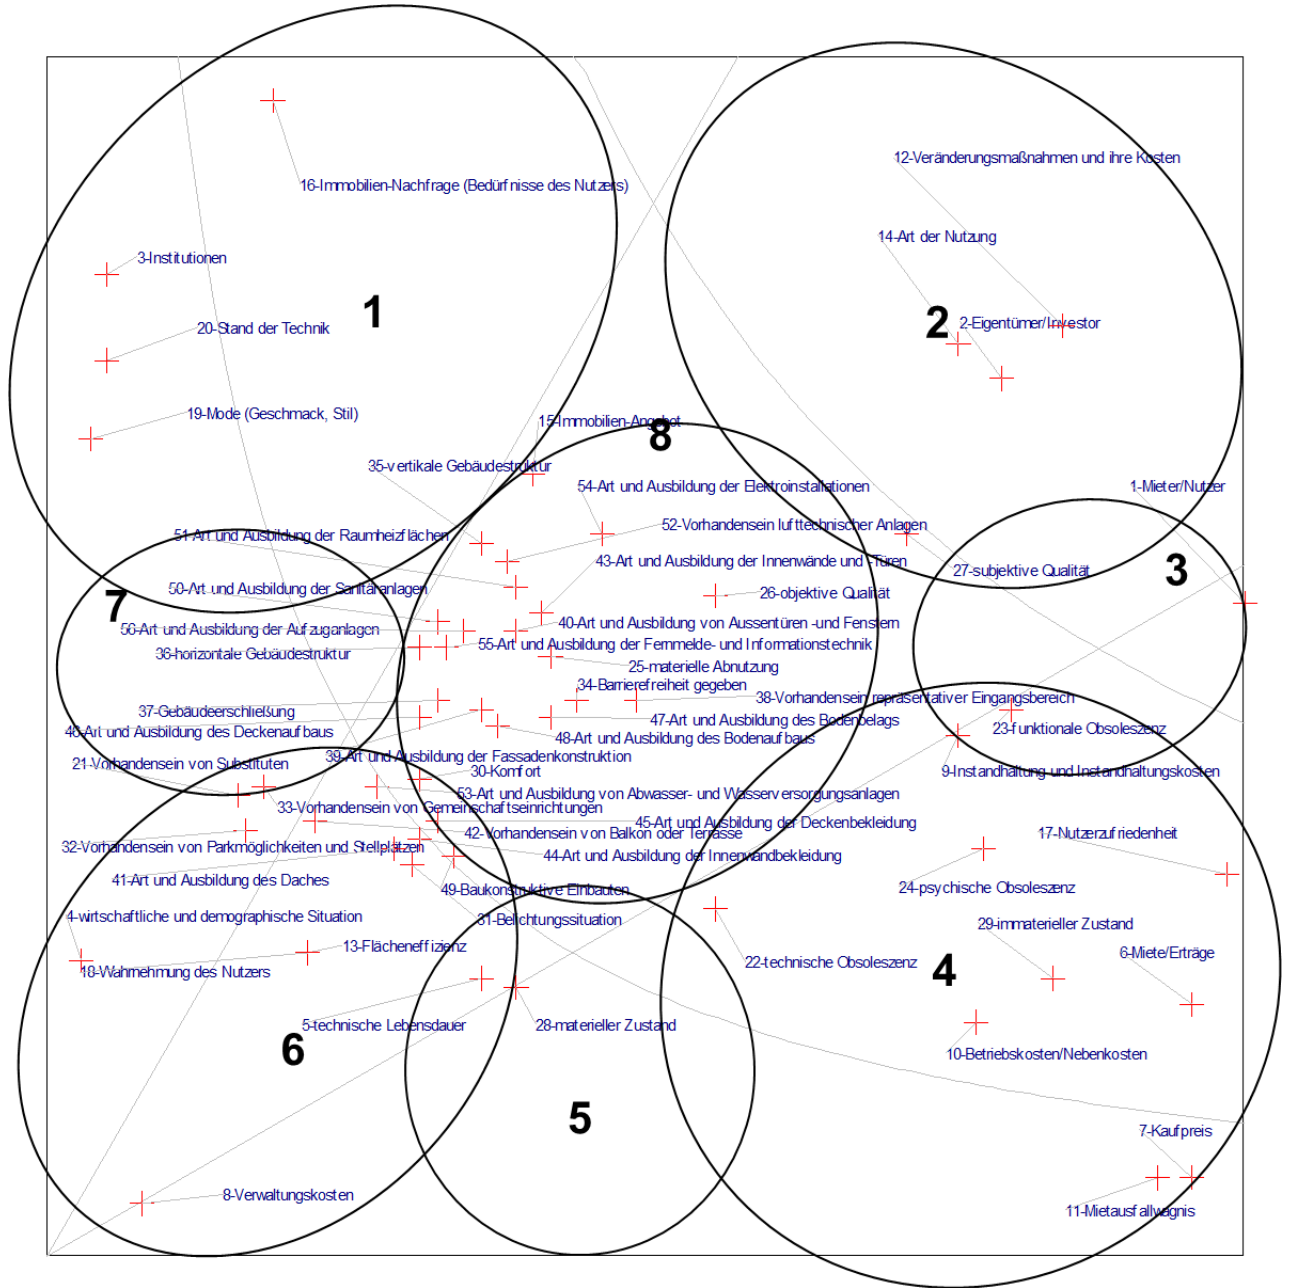 12-Veränderungsmaßnahmen und ihre Kosten
16-Immobilien-Nachfrage (Bedürfnisse des Nutzers)
14-Art der Nutzung
3-Institutionen
1
2
2-Eigentümer/Investor
20-Stand der Technik
19-Mode (Geschmack, Stil)
15-Immobilien-Angebot
8
35-vertikale Gebäudestruktur
54-Art und Ausbildung der Elektroinstallationen
1-Mieter/Nutzer
52-Vorhandensein lufttechnischer Anlagen
51-Art und Ausbildung der Raumheizflächen
43-Art und Ausbildung der Innenwände und -Türen
27-subjektive Qualität
3
50-Art und Ausbildung der Sanitäranlagen
26-objektive Qualität
7
40-Art und Ausbildung von Aussentüren -und Fenstern
56-Art und Ausbildung der Aufzuganlagen
55-Art und Ausbildung der Fernmelde- und Informationstechnik
36-horizontale Gebäudestruktur
25-materielle Abnutzung
34-Barrierefreiheit gegeben
38-Vorhandensein repräsentativer Eingangsbereich
37-Gebäudeerschließung
47-Art und Ausbildung des Bodenbelags
23-funktionale Obsoleszenz
46-Art und Ausbildung des Deckenaufbaus
48-Art und Ausbildung des Bodenaufbaus
39-Art und Ausbildung der Fassadenkonstruktion
21-Vorhandensein von Substituten
30-Komfort
9-Instandhaltung und Instandhaltungskosten
53-Art und Ausbildung von Abwasser- und Wasserversorgungsanlagen
33-Vorhandensein von Gemeinschaftseinrichtungen
45-Art und Ausbildung der Deckenbekleidung
42-Vorhandensein von Balkon oder Terrasse
17-Nutzerzufriedenheit
32-Vorhandensein von Parkmöglichkeiten und Stellplätzen
44-Art und Ausbildung der Innenwandbekleidung
41-Art und Ausbildung des Daches
49-Baukonstruktive Einbauten
24-psychische Obsoleszenz
4-wirtschaftliche und demographische Situation
31-Belichtungssituation
29-immaterieller Zustand
13-Flächeneffizienz
6-Miete/Erträge
18-Wahrnehmung des Nutzers
22-technische Obsoleszenz
4
5-technische Lebensdauer
28-materieller Zustand
6
10-Betriebskosten/Nebenkosten
5
7-Kaufpreis
8-Verwaltungskosten
11-Mietausfallwagnis